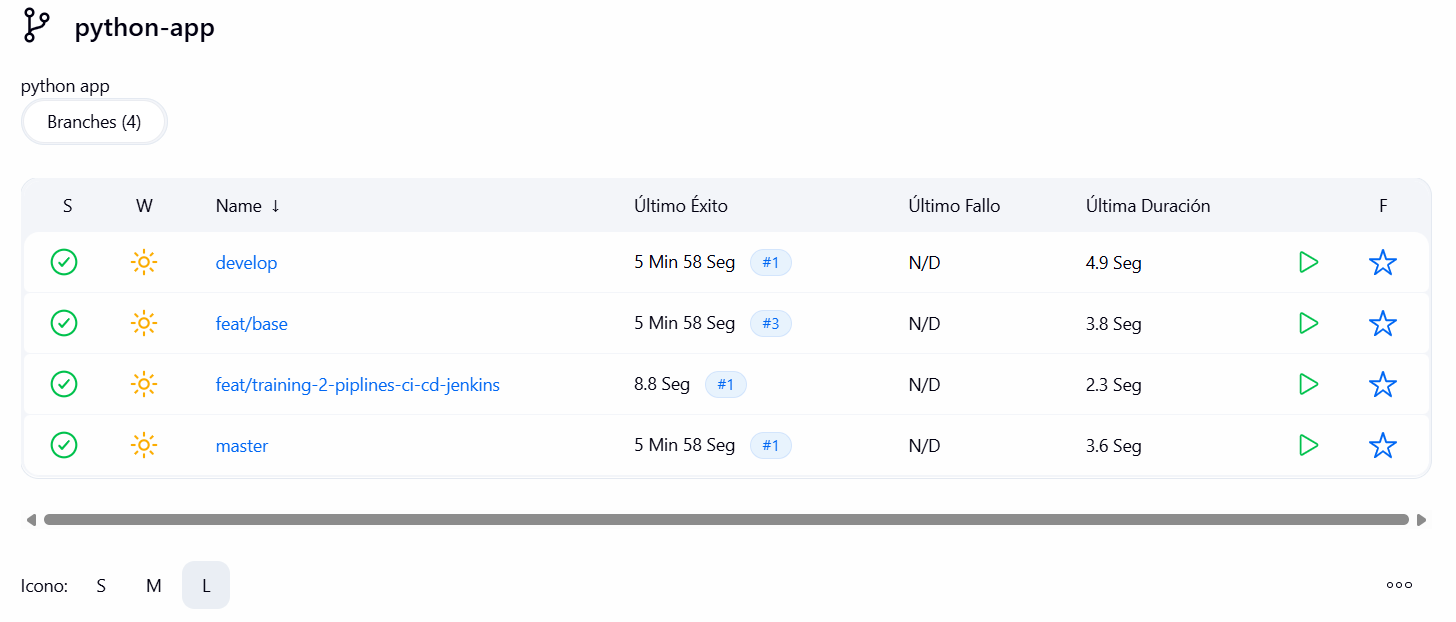 python-app
python app
Branches (4)
S W Name ↓ Último Éxito Último Fallo Última Duración F
develop 5 Min 58 Seg #1 N/D 4.9 Seg
feat/base 5 Min 58 Seg #3 N/D 3.8 Seg
feat/training-2-piplines-ci-cd-jenkins 8.8 Seg #1 N/D 2.3 Seg
master 5 Min 58 Seg #1 N/D 3.6 Seg
Icono: S M L